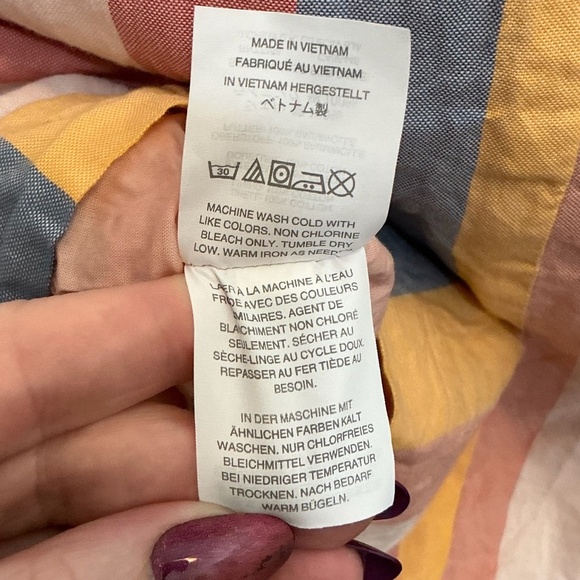 MADE IN VIETNAM
FABRIQUÉ AU VIETNAM
IN VIETNAM HERGESTELLT
ベトナム製
30
MACHINE WASH COLD WITH
LIKE COLORS. NON CHLORINE
BLEACH ONLY. TUMBLE DRY
LOW. WARM IRON AS NEEDED.
LAVER À LA MACHINE À L'EAU
FROIDE AVEC DES COULEURS
SIMILAIRES. AGENT DE
BLANCHIMENT NON CHLORÉ
SEULEMENT. SÉCHER AU
SÈCHE-LINGE AU CYCLE DOUX.
REPASSER AU FER TIÈDE AU
BESOIN.
IN DER MASCHINE MIT
ÄHNLICHEN FARBEN KALT
WASCHEN. NUR CHLORFREIES
BLEICHMITTEL VERWENDEN.
BEI NIEDRIGER TEMPERATUR
TROCKNEN. NACH BEDARF
WARM BÜGELN.